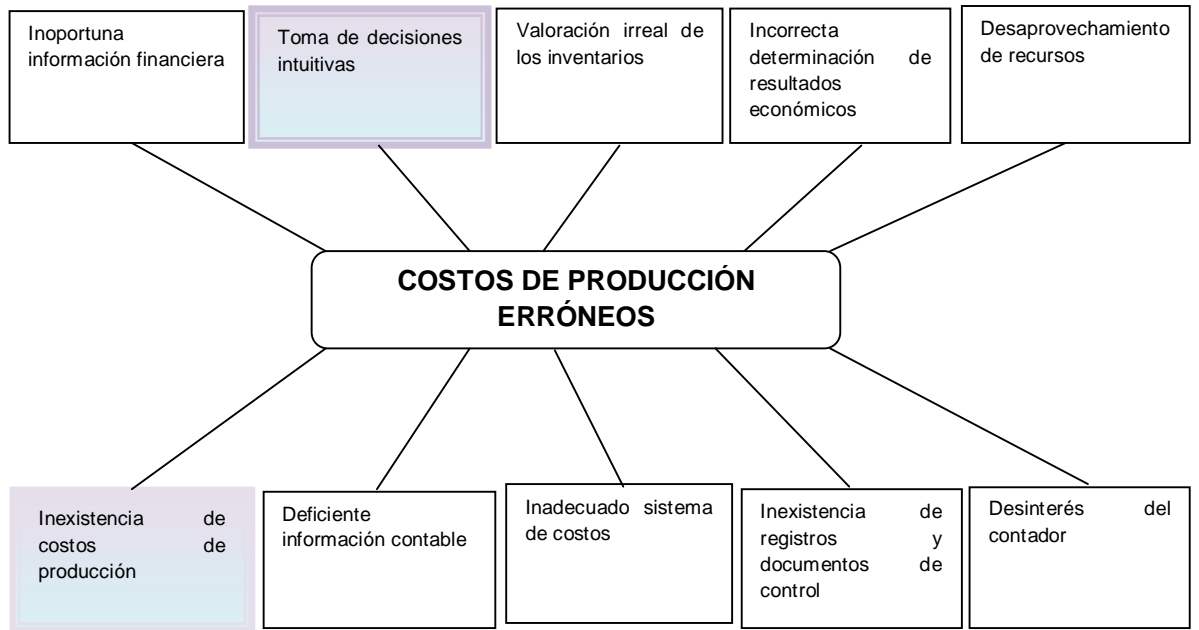 Inoportuna
información financiera
Toma de decisiones
intuitivas
Valoración irreal de
los inventarios
Incorrecta
determinación de
resultados
económicos
Desaprovechamiento
de recursos
COSTOS DE PRODUCCIÓN
ERRÓNEOS
Inexistencia de
costos de
producción
Deficiente
información contable
Inadecuado sistema
de costos
Inexistencia de
registros y
documentos de
control
Desinterés del
contador